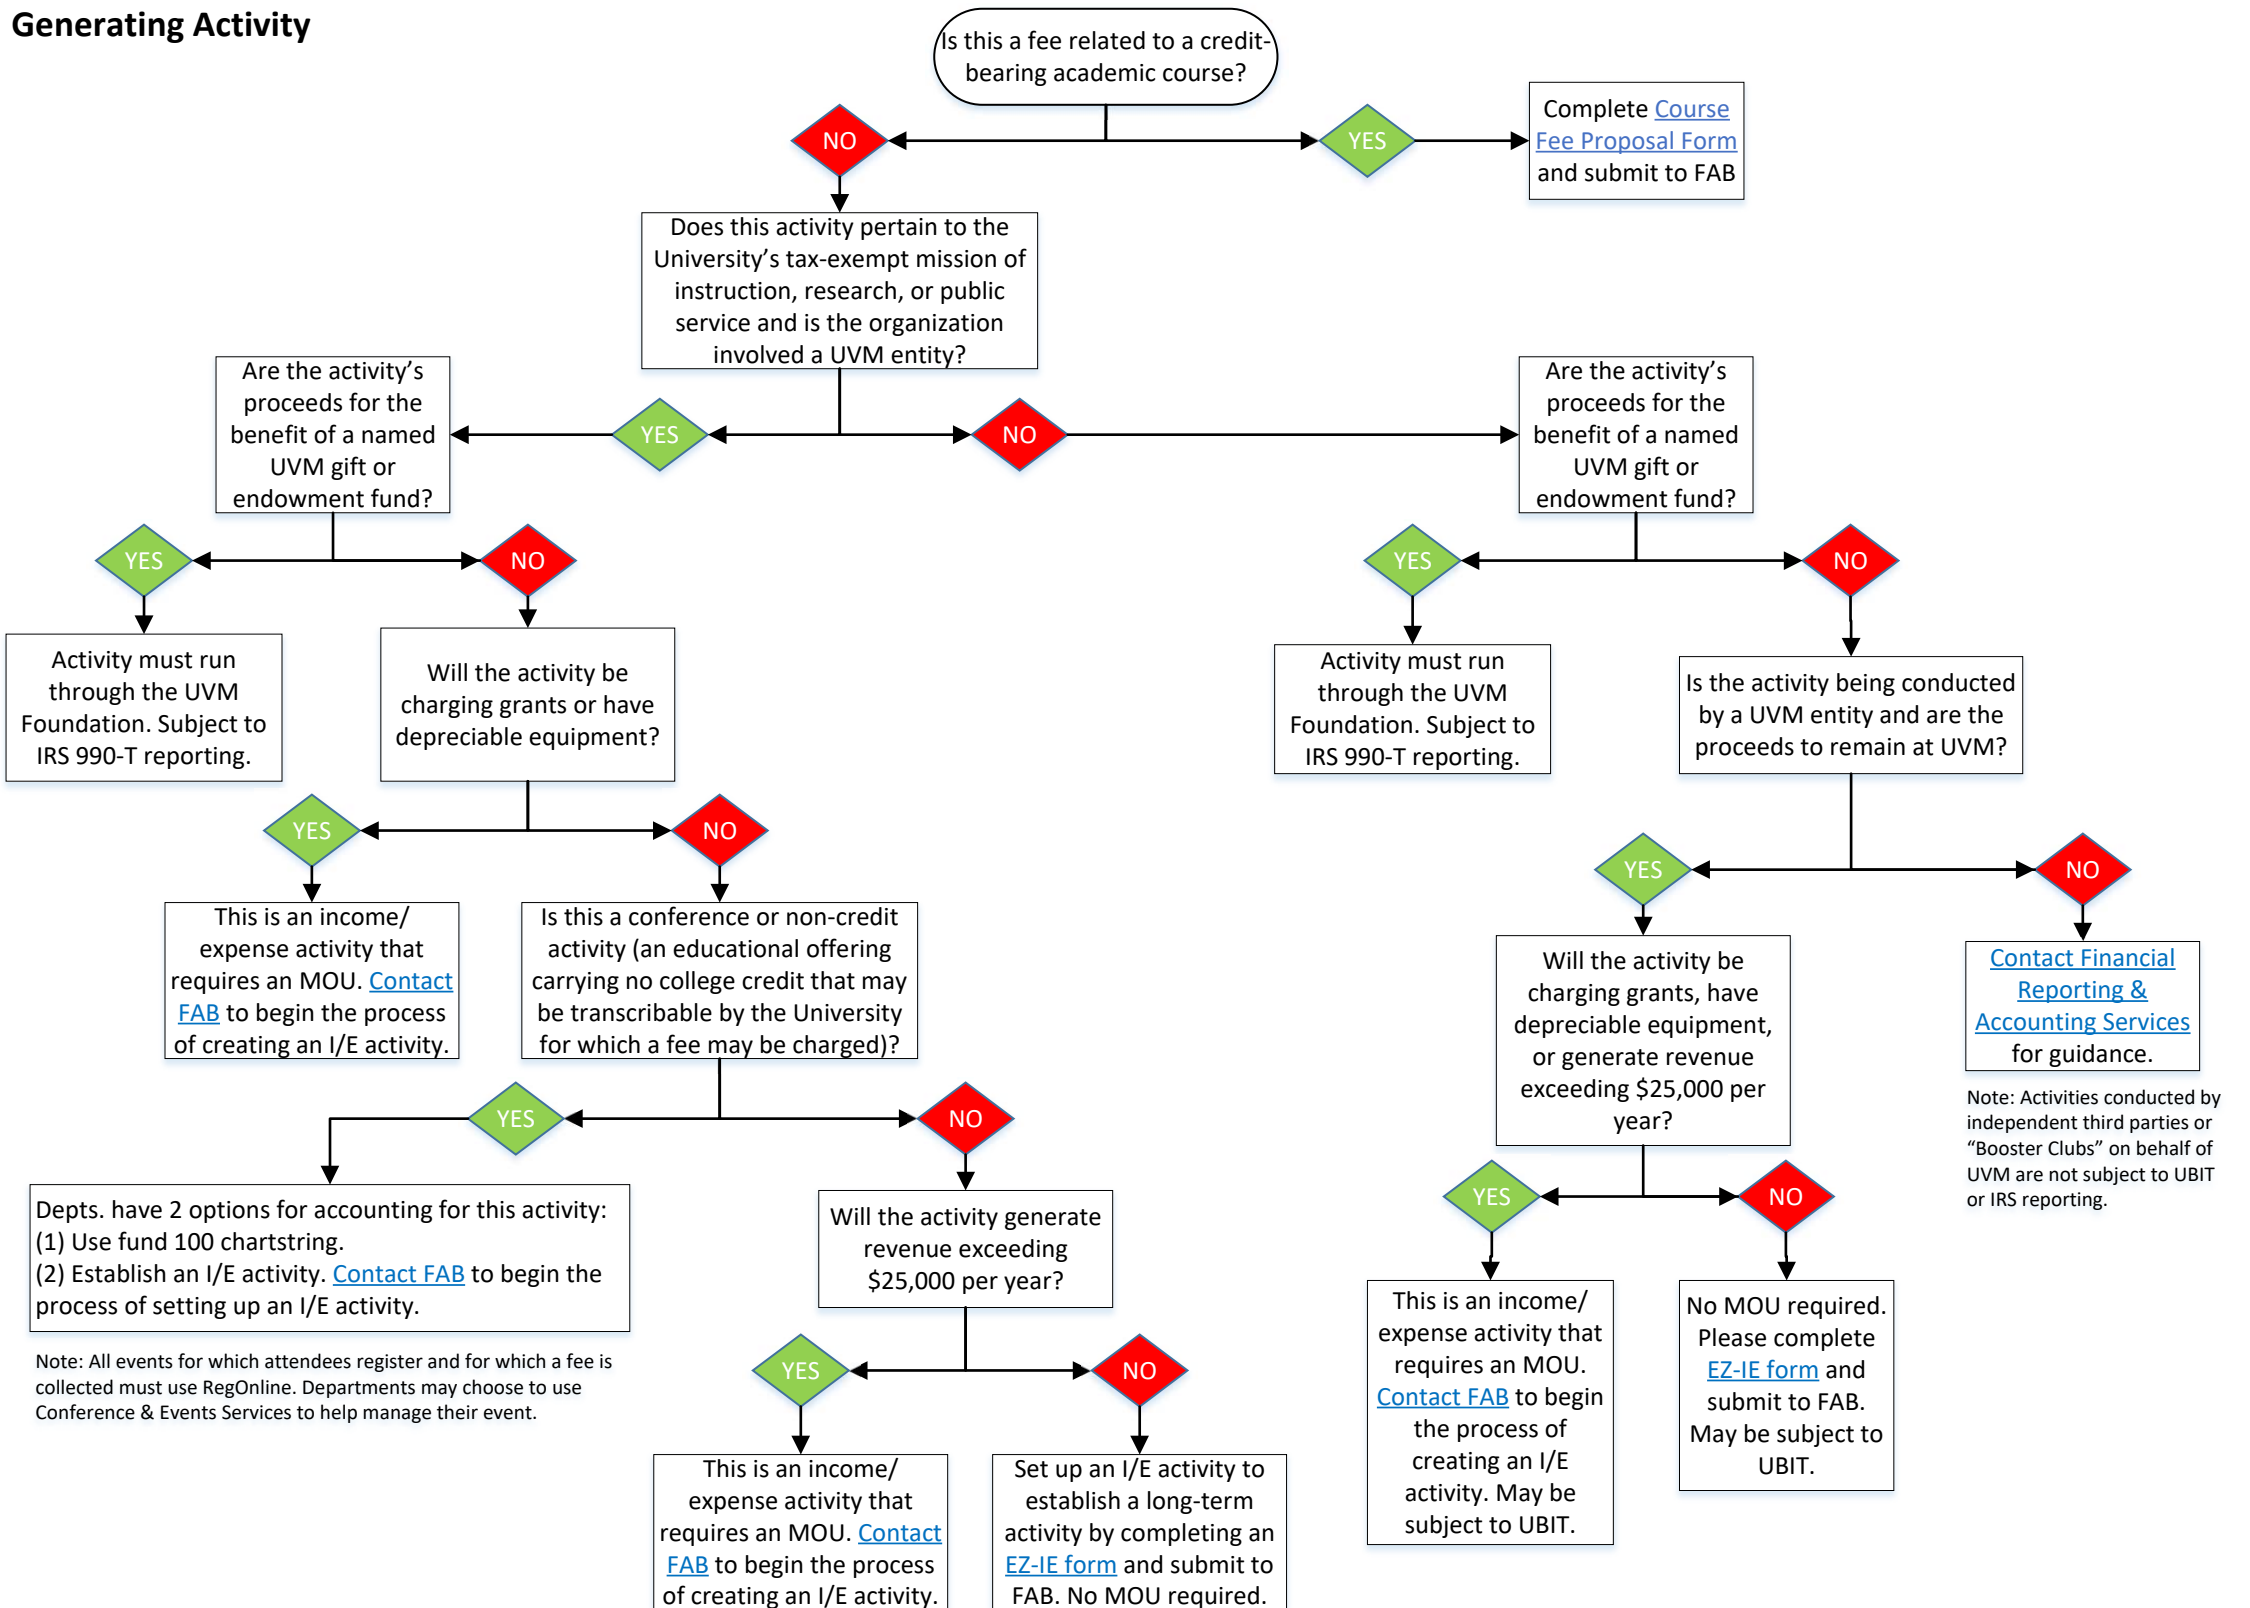 Generating Activity
Is this a fee related to a credit-
bearing academic course?
Complete Course
Fee Proposal Form
and submit to FAB
NO
YES
Does this activity pertain to the
University’s tax-exempt mission of
instruction, research, or public
service and is the organization
involved a UVM entity?
Are the activity’s
proceeds for the
benefit of a named
UVM gift or
endowment fund?
YES
NO
Are the activity’s
proceeds for the
benefit of a named
UVM gift or
endowment fund?
YES
NO
YES
NO
Activity must run
through the UVM
Foundation. Subject to
IRS 990-T reporting.
Will the activity be
charging grants or have
depreciable equipment?
Activity must run
through the UVM
Foundation. Subject to
IRS 990-T reporting.
Is the activity being conducted
by a UVM entity and are the
proceeds to remain at UVM?
YES
NO
YES
NO
This is an income/
expense activity that
requires an MOU. Contact
FAB to begin the process
of creating an I/E activity.
Is this a conference or non-credit
activity (an educational offering
carrying no college credit that may
be transcribable by the University
for which a fee may be charged)?
Will the activity be
charging grants, have
depreciable equipment,
or generate revenue
exceeding $25,000 per
year?
Contact Financial
Reporting &
Accounting Services
for guidance.
Note: Activities conducted by
independent third parties or
“Booster Clubs” on behalf of
UVM are not subject to UBIT
or IRS reporting.
YES
NO
YES
NO
Depts. have 2 options for accounting for this activity:
(1) Use fund 100 chartstring.
(2) Establish an I/E activity. Contact FAB to begin the
process of setting up an I/E activity.
Note: All events for which attendees register and for which a fee is
collected must use RegOnline. Departments may choose to use
Conference & Events Services to help manage their event.
Will the activity generate
revenue exceeding
$25,000 per year?
This is an income/
expense activity that
requires an MOU.
Contact FAB to begin
the process of
creating an I/E
activity. May be
subject to UBIT.
No MOU required.
Please complete
EZ-IE form and
submit to FAB.
May be subject to
UBIT.
YES
NO
This is an income/
expense activity that
requires an MOU. Contact
FAB to begin the process
of creating an I/E activity.
Set up an I/E activity to
establish a long-term
activity by completing an
EZ-IE form and submit to
FAB. No MOU required.